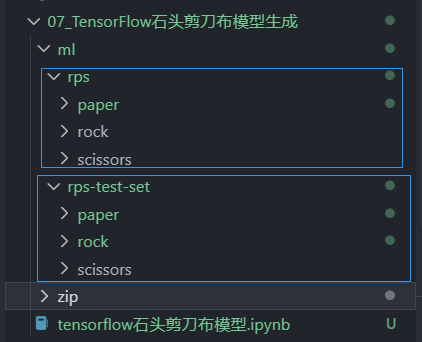 07_TensorFlow石头剪刀布模型生成
ml
rps
paper
rock
scissors
rps-test-set
paper
rock
scissors
zip
tensorflow石头剪刀布模型.ipynb U